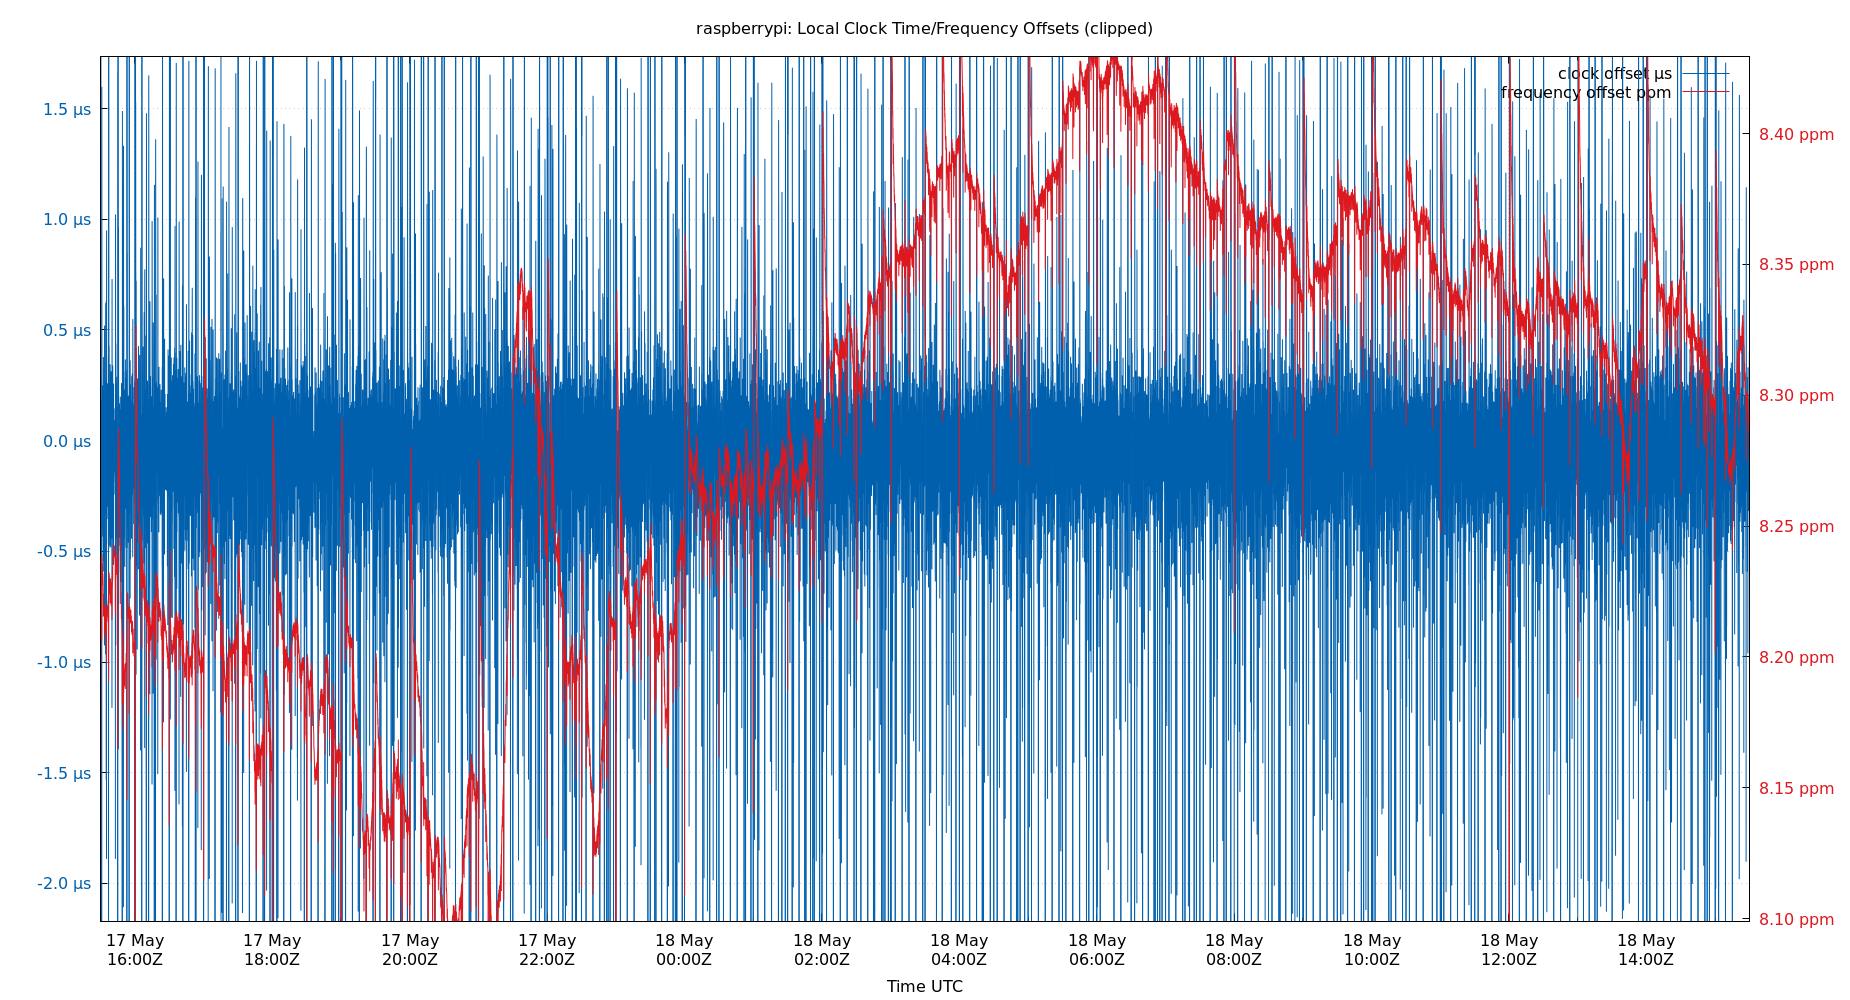 raspberrypi: Local Clock Time/Frequency Offsets (clipped)
clock offset µs
frequency offset ppm
1.5 µs
1.0 µs
0.5 µs
0.0 µs
-0.5 µs
-1.0 µs
-1.5 µs
-2.0 µs
8.40 ppm
8.35 ppm
8.30 ppm
8.25 ppm
8.20 ppm
8.15 ppm
8.10 ppm
17 May
16:00Z
17 May
18:00Z
17 May
20:00Z
17 May
22:00Z
18 May
00:00Z
18 May
02:00Z
18 May
04:00Z
18 May
06:00Z
18 May
08:00Z
18 May
10:00Z
18 May
12:00Z
18 May
14:00Z
Time UTC